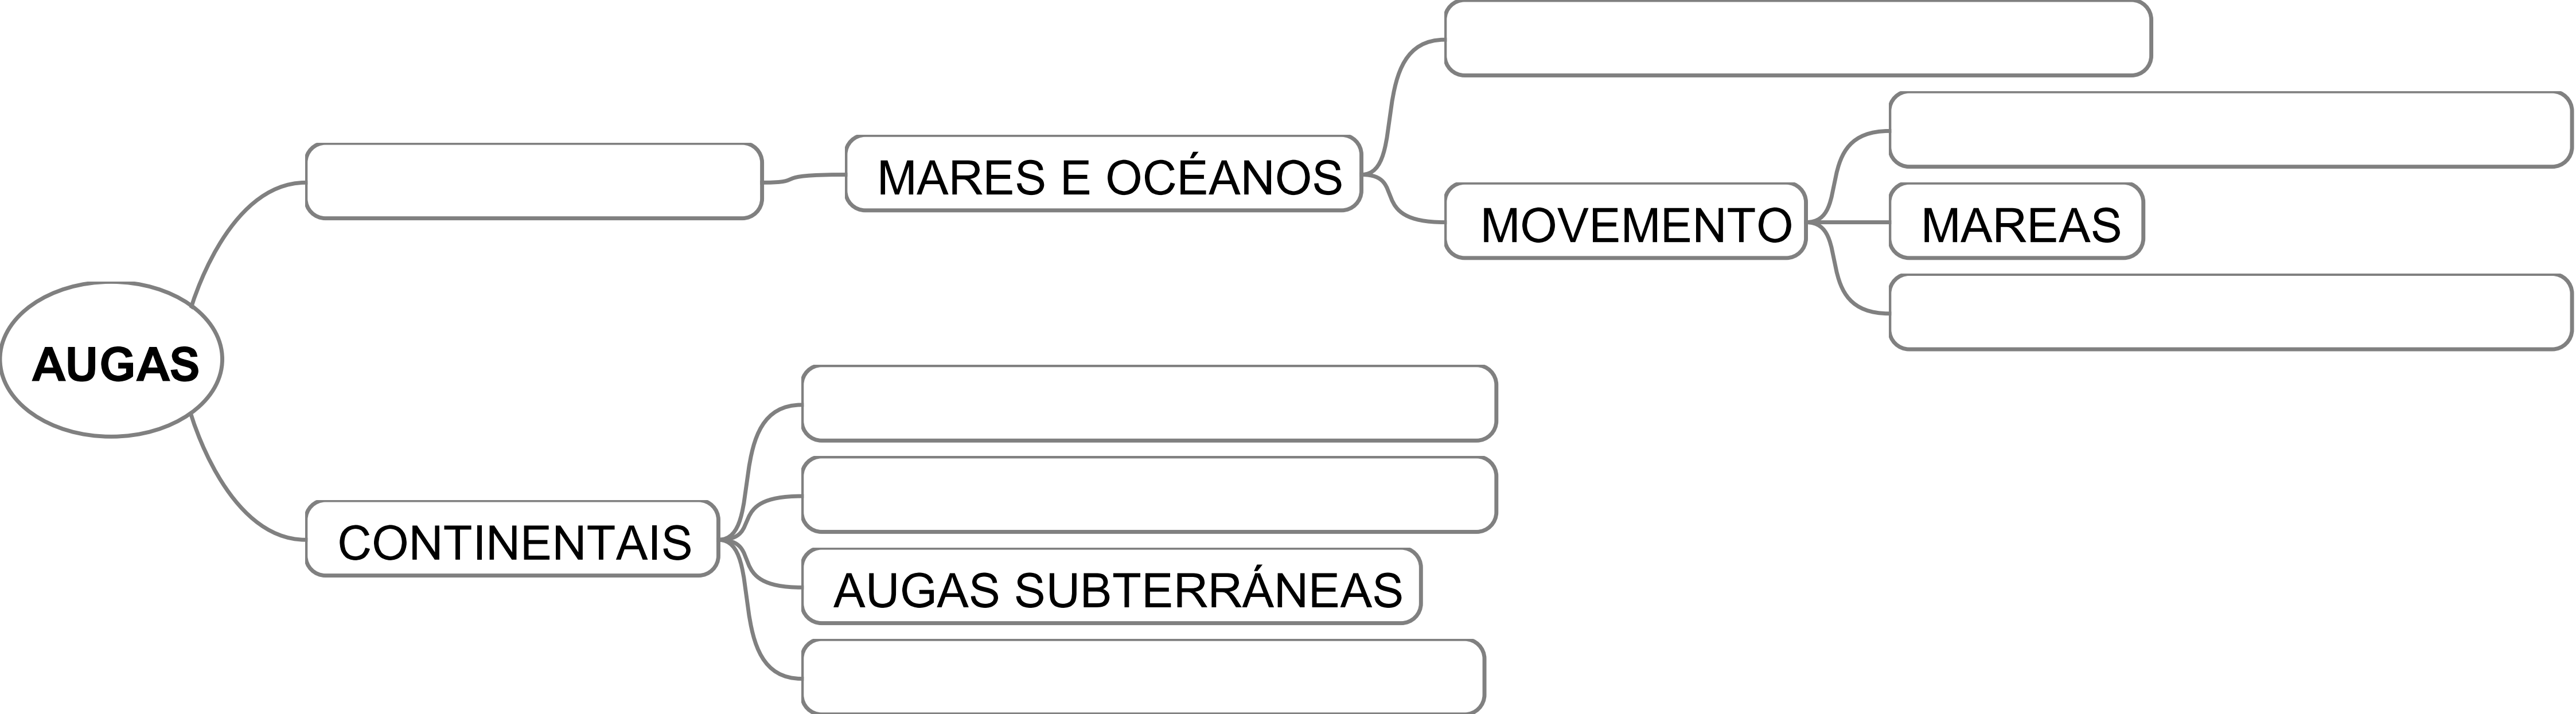 MARES E OCÉANOS
MOVEMENTO
MAREAS
AUGAS
CONTINENTAIS
AUGAS SUBTERRÁNEAS